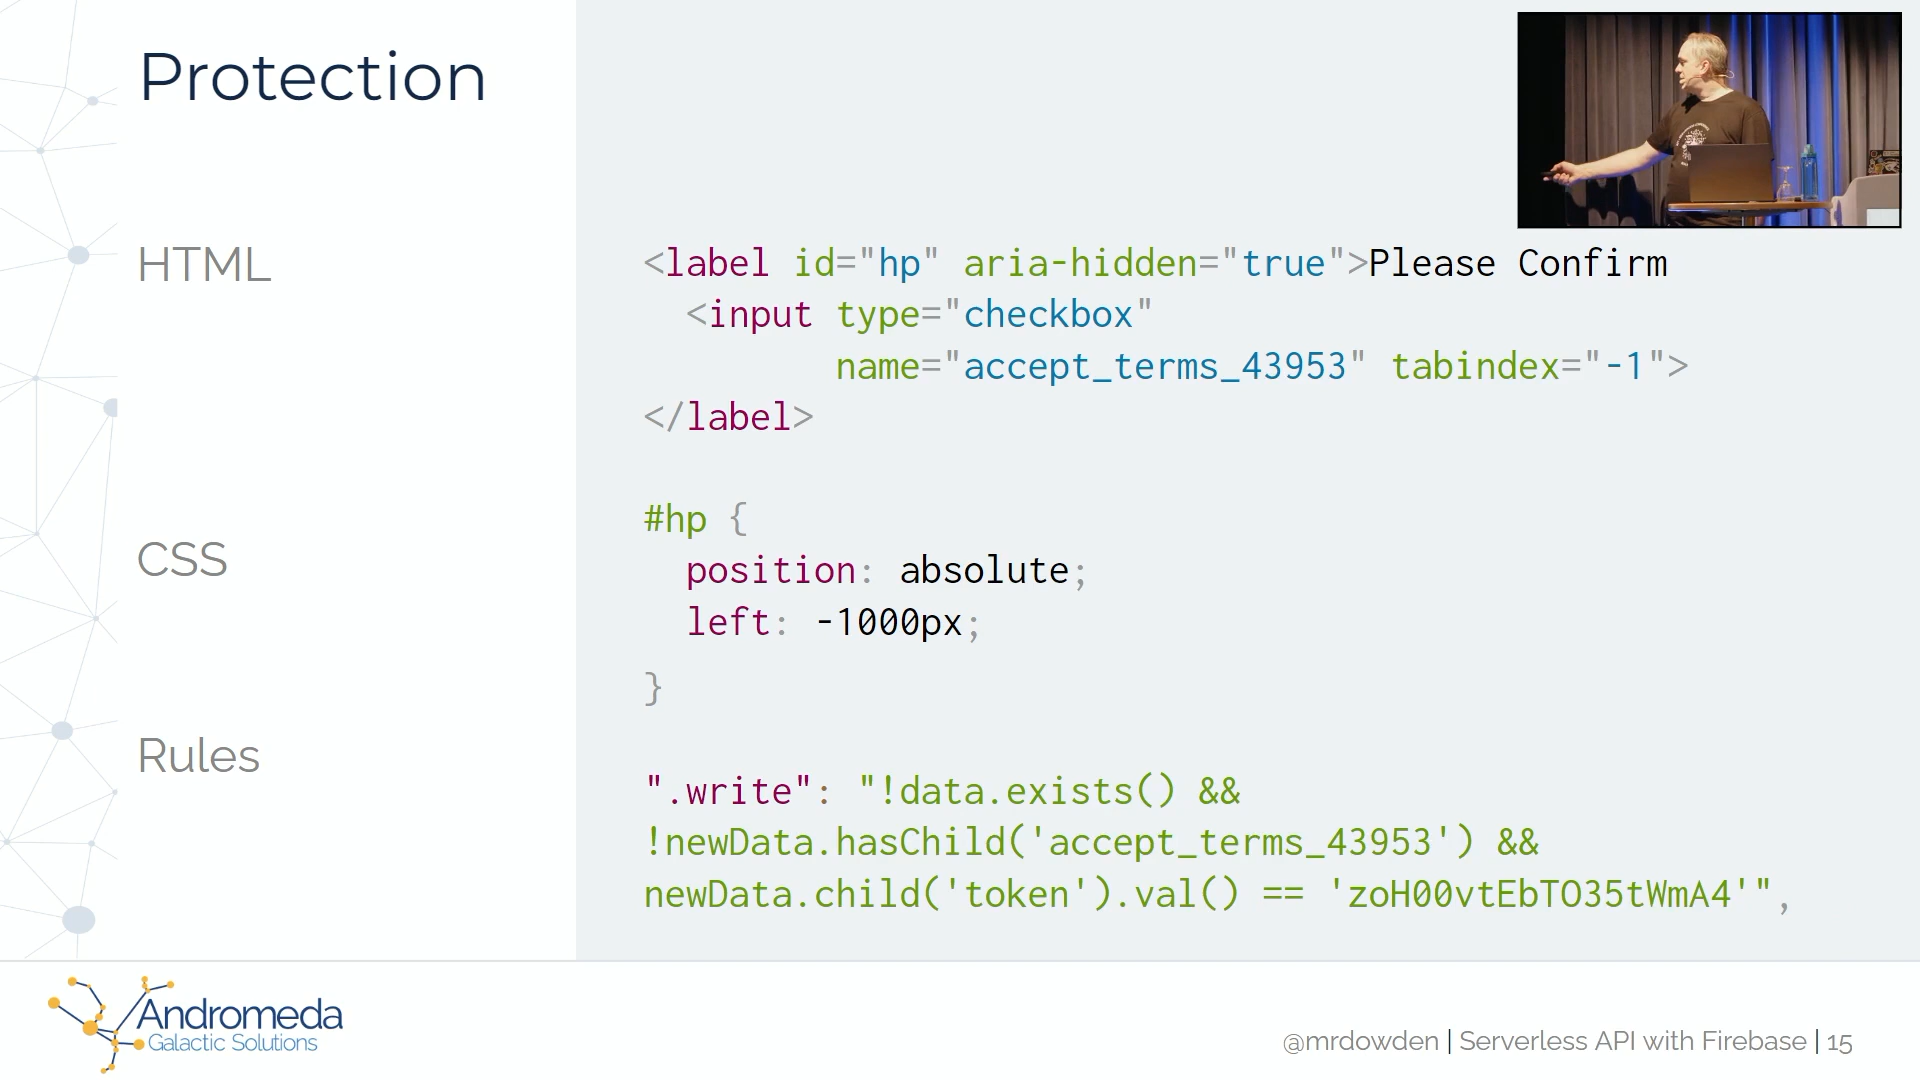 Protection
HTML
<label id="hp" aria-hidden="true">Please Confirm
<input type="checkbox"
name="accept_terms_43953" tabindex="-1">
</label>
CSS
#hp {
position: absolute;
left: -1000px;
}
Rules
".write": "!data.exists() &&
!newData.hasChild('accept_terms_43953') &&
newData.child('token').val() == 'zoH00vtEbTO35tWmA4'",
Andromeda
Galactic Solutions
@mrdowden | Serverless API with Firebase | 15